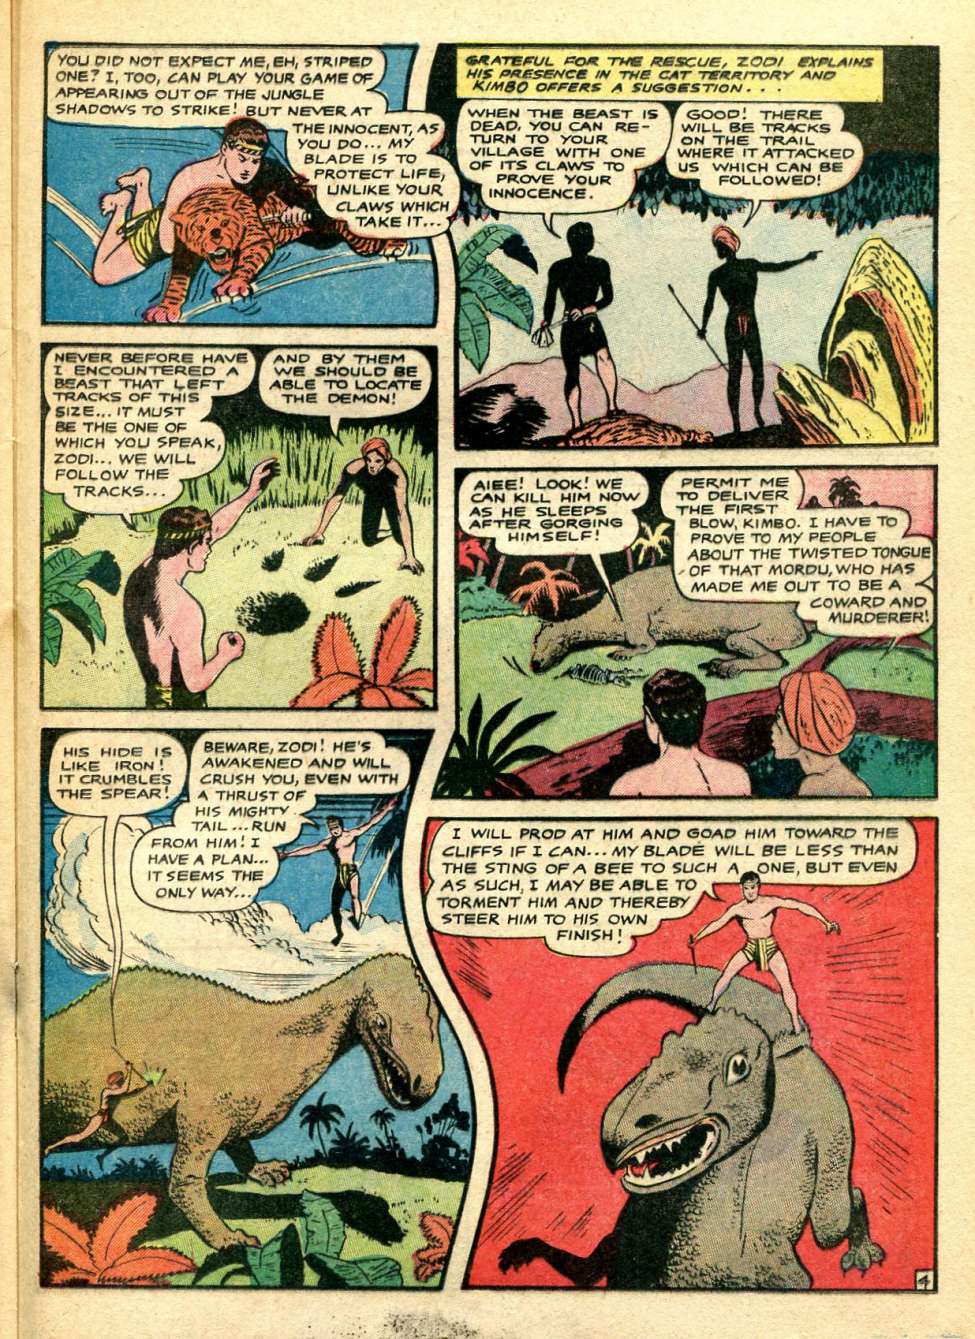 YOU DID NOT EXPECT ME, EH, STRIPED
ONE? I, TOO, CAN PLAY YOUR GAME OF
APPEARING OUT OF THE JUNGLE
SHADOWS TO STRIKE! BUT NEVER AT
THE INNOCENT, AS
YOU DO... MY
BLADE IS TO
PROTECT LIFE,
UNLIKE YOUR
CLAWS WHICH
TAKE IT...
GRATEFUL FOR THE RESCUE, ZODI EXPLAINS
HIS PRESENCE IN THE CAT TERRITORY AND
KIMBO OFFERS A SUGGESTION...
WHEN THE BEAST IS
DEAD, YOU CAN RE-
TURN TO YOUR
VILLAGE WITH ONE
OF ITS CLAWS TO
PROVE YOUR
INNOCENCE.
GOOD! THERE
WILL BE TRACKS
ON THE TRAIL
WHERE IT ATTACKED
US WHICH CAN BE
FOLLOWED!
NEVER BEFORE HAVE
I ENCOUNTERED A
BEAST THAT LEFT
TRACKS OF THIS
SIZE... IT MUST
BE THE ONE OF
WHICH YOU SPEAK,
ZODI... WE WILL
FOLLOW THE
TRACKS...
AND BY THEM
WE SHOULD BE
ABLE TO LOCATE
THE DEMON!
AIEE! LOOK! WE
CAN KILL HIM NOW
AS HE SLEEPS
AFTER GORGING
HIMSELF!
PERMIT ME
TO DELIVER
THE FIRST
BLOW, KIMBO. I HAVE TO
PROVE TO MY PEOPLE
ABOUT THE TWISTED TONGUE
OF THAT MORDU, WHO HAS
MADE ME OUT TO BE A
COWARD AND
MURDERER!
HIS HIDE IS
LIKE IRON!
IT CRUMBLES
THE SPEAR!
BEWARE, ZODI! HE'S
AWAKENED AND WILL
CRUSH YOU, EVEN WITH
A THRUST OF
HIS MIGHTY
TAIL... RUN
FROM HIM! I
HAVE A PLAN...
IT SEEMS THE
ONLY WAY...
I WILL PROD AT HIM AND GOAD HIM TOWARD THE
CLIFFS IF I CAN... MY BLADE WILL BE LESS THAN
THE STING OF A BEE TO SUCH A ONE, BUT EVEN
AS SUCH, I MAY BE ABLE TO
TORMENT HIM AND THEREBY
STEER HIM TO HIS OWN
FINISH!
4